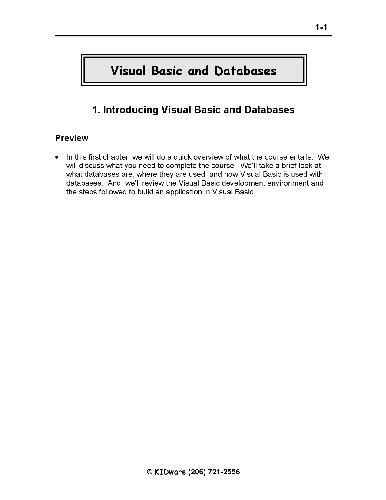 1-1
Visual Basic and Databases
1. Introducing Visual Basic and Databases
Preview
• In this first chapter, we will do a quick overview of what the course entails. We
will discuss what you need to complete the course. We'll take a brief look at
what databases are, where they are used, and how Visual Basic is used with
databases. And, we'll review the Visual Basic development environment and
the steps followed to build an application in Visual Basic.
© KIDware (206) 721-2556